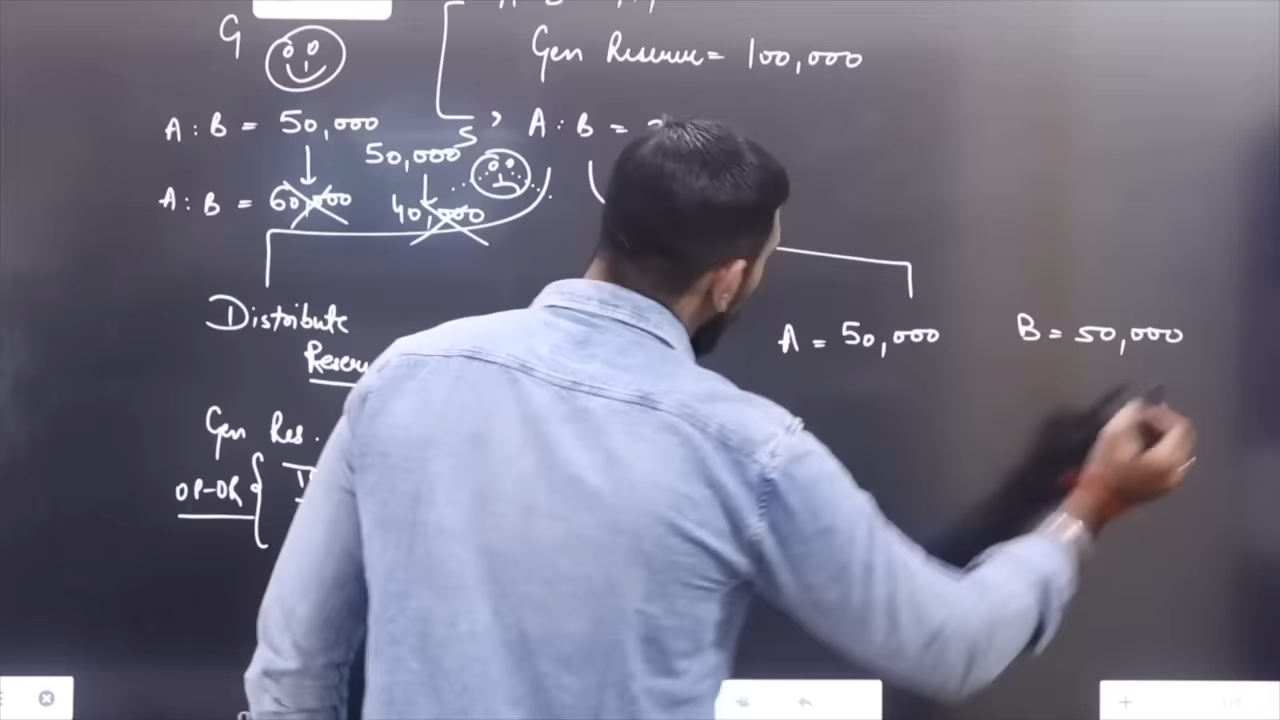 G
Gen Reserve = 100,000
A : B = 50,000
50,000
S
A : B =
A : B = 60,000 40,000
Distribute
A = 50,000 B = 50,000
Gen Res.
OP-OR